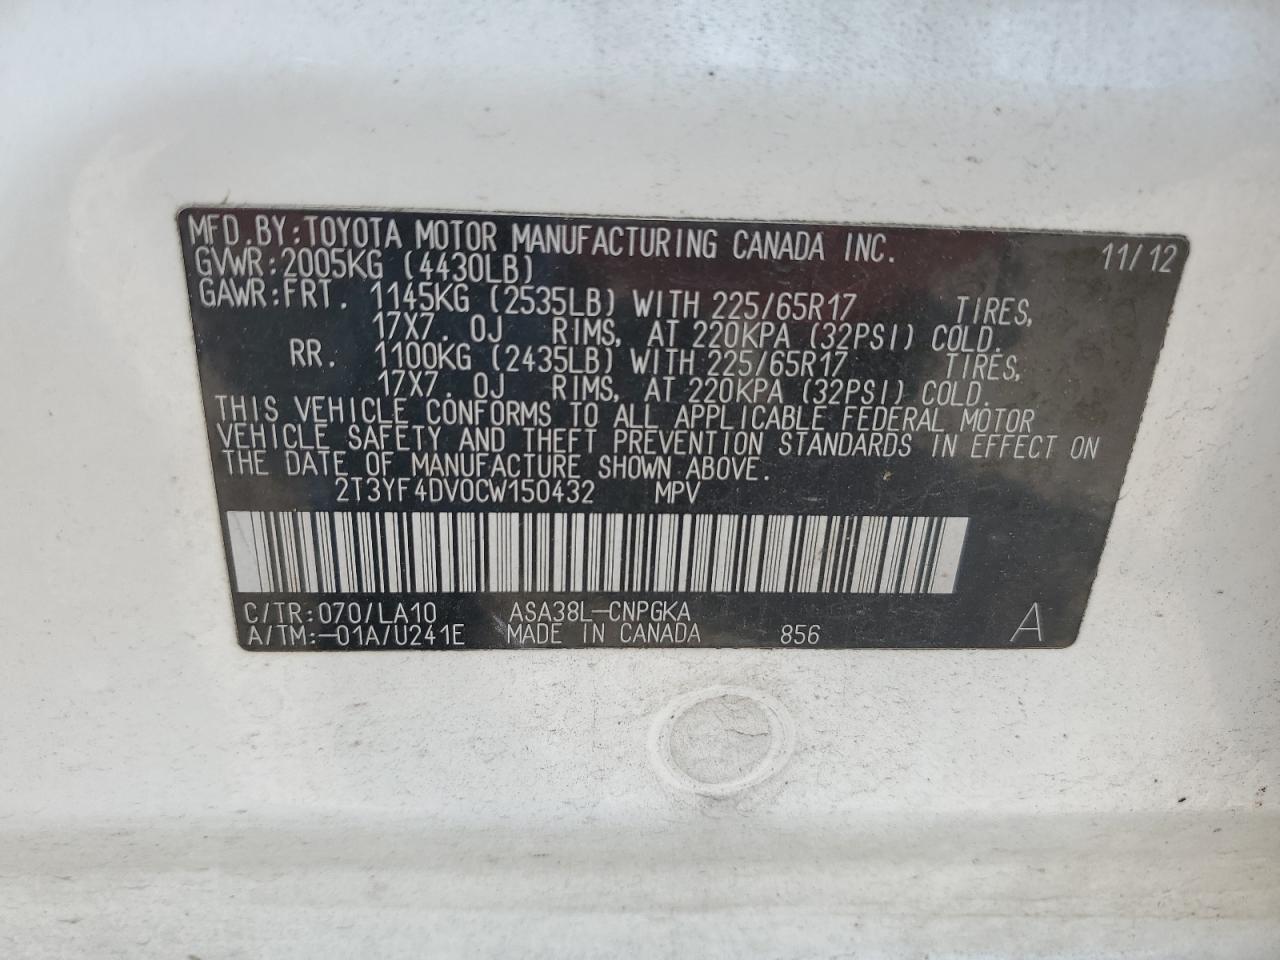 MFD.BY:TOYOTA MOTOR MANUFACTURING CANADA INC. 11/12
GVWR:2005KG (4430LB)
GAWR:FRT. 1145KG (2535LB) WITH 225/65R17 TIRES,
17X7. 0J RIMS, AT 220KPA (32PSI) COLD.
RR. 1100KG (2435LB) WITH 225/65R17 TIRES,
17X7. 0J RIMS, AT 220KPA (32PSI) COLD.
THIS VEHICLE CONFORMS TO ALL APPLICABLE FEDERAL MOTOR
VEHICLE SAFETY AND THEFT PREVENTION STANDARDS IN EFFECT ON
THE DATE OF MANUFACTURE SHOWN ABOVE.
2T3YF4DV0CW150432 MPV
C/TR:070/LA10 ASA38L-CNPGKA
A/TM:-01A/U241E MADE IN CANADA 856 A